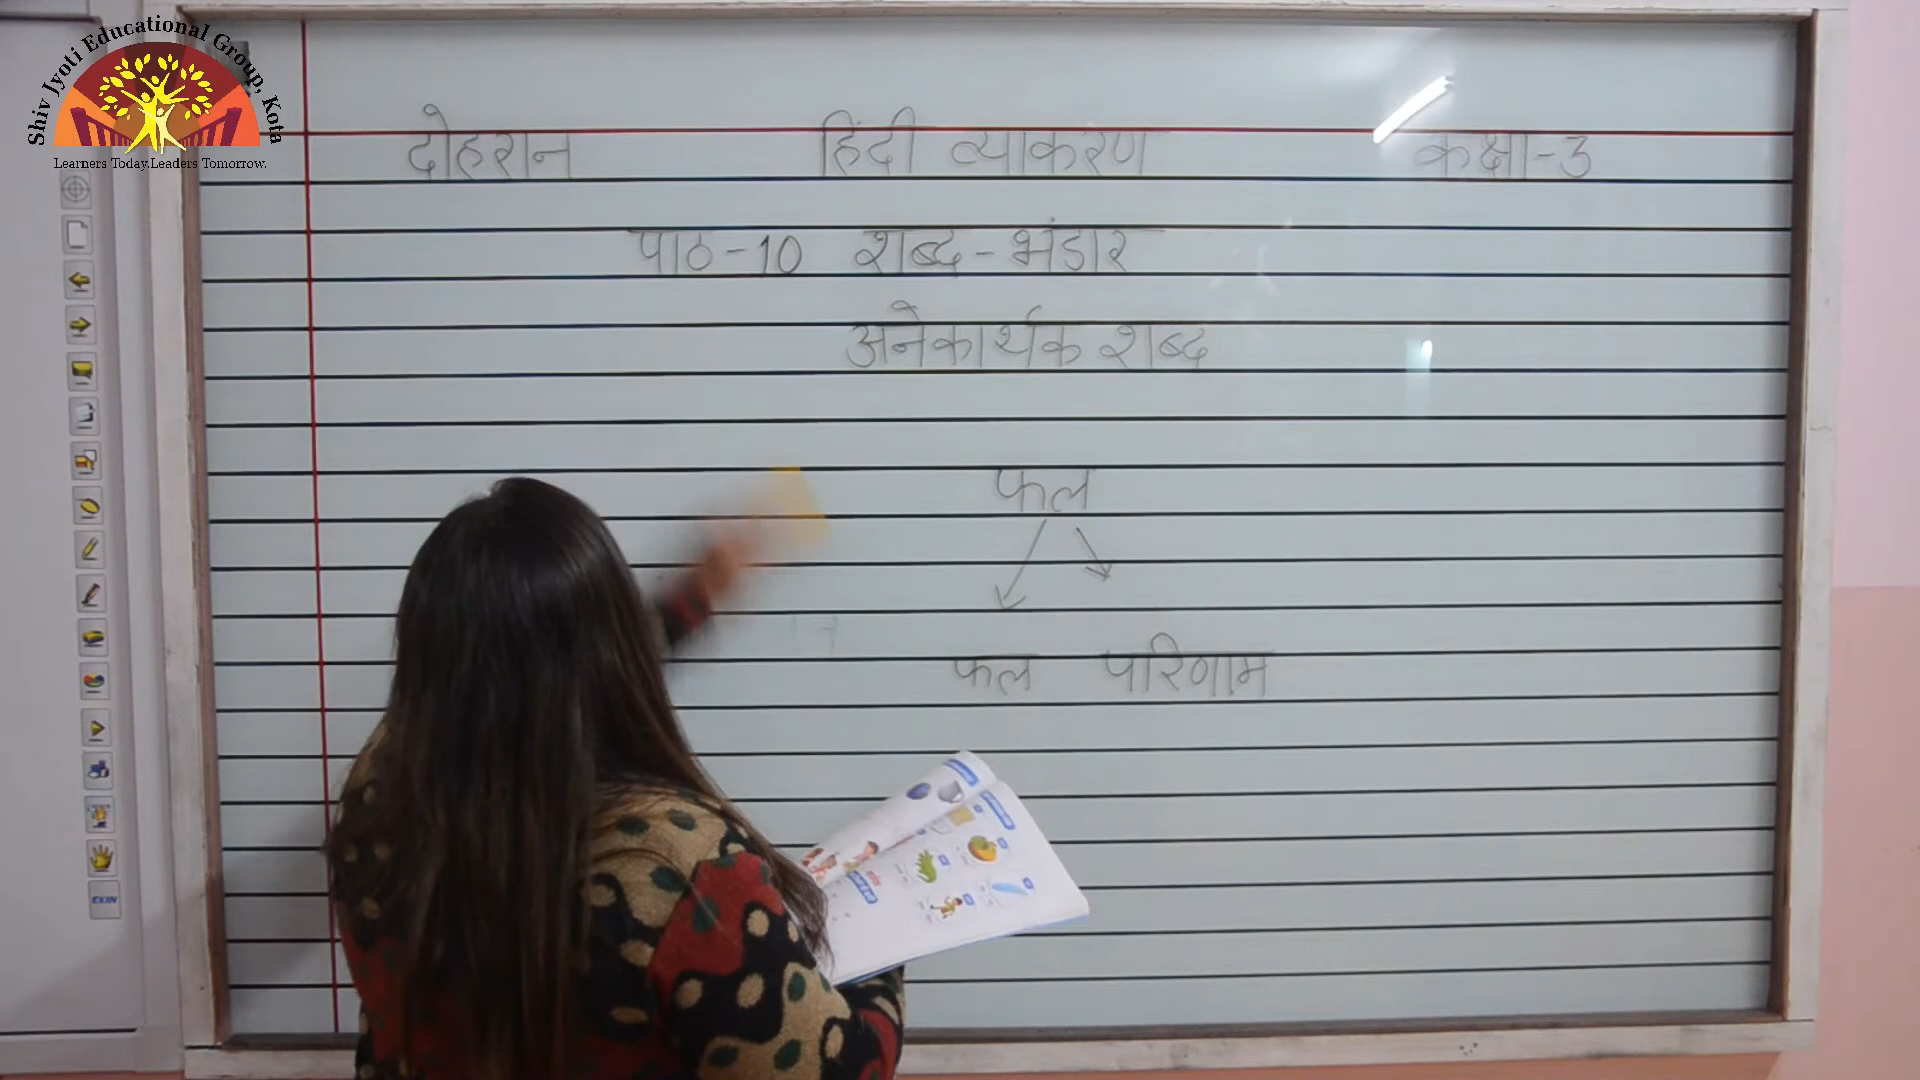 Shiv Jyoti Educational Group, Kota
Learners Today.Leaders Tomorrow.
दोहरान हिंदी व्याकरण कक्षा-3
पाठ-10 शब्द-भंडार
अनेकार्थक शब्द
फल
फल परिणाम